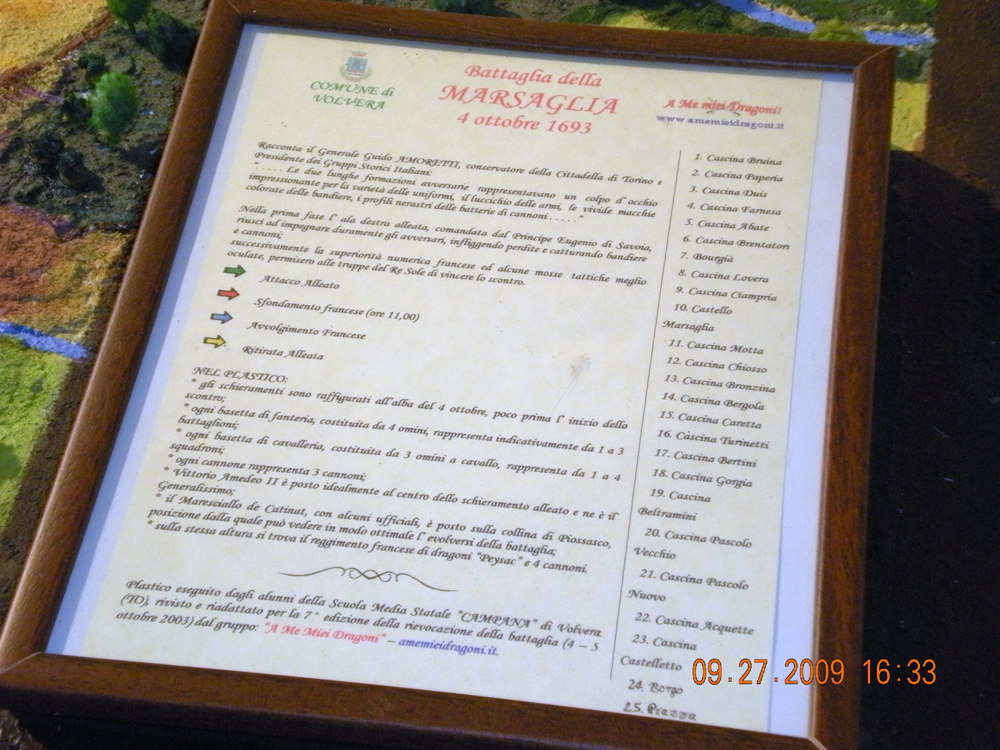 COMUNE di
VOLVERA
Battaglia della
MARSAGLIA
4 ottobre 1693
A Me miei Dragoni!
www.amemieidragoni.it
Racconta il Generale Guido AMORETTI, conservatore della Cittadella di Torino e
Presidente dei Gruppi Storici Italiani:
"..... Le due lunghe formazioni avversarie rappresentavano un colpo d'occhio
impressionante per la varietà delle uniformi, il luccichio delle armi, le vivide macchie
colorate delle bandiere, i profili nerastri delle batterie di cannoni....."
Nella prima fase l'ala destra alleata, comandata dal Principe Eugenio di Savoia,
riuscì ad impegnare duramente gli avversari, infliggendo perdite e catturando bandiere
e cannoni;
successivamente la superiorità numerica francese ed alcune mosse tattiche meglio
oculate, permisero alle truppe del Re Sole di vincere lo scontro.
Attacco Alleato
Sfondamento francese (ore 11,00)
Avvolgimento Francese
Ritirata Alleata
NEL PLASTICO:
* gli schieramenti sono raffigurati all'alba del 4 ottobre, poco prima l'inizio dello
scontro;
* ogni basetta di fanteria, costituita da 4 omini, rappresenta indicativamente da 1 a 3
battaglioni;
* ogni basetta di cavalleria, costituita da 3 omini a cavallo, rappresenta da 1 a 4
squadroni;
* ogni cannone rappresenta 3 cannoni;
* Vittorio Amedeo II è posto idealmente al centro dello schieramento alleato e ne è il
Generalissimo;
* il Maresciallo de Catinat, con alcuni ufficiali, è posto sulla collina di Piossasco,
posizione dalla quale può vedere in modo ottimale l'evolversi della battaglia;
* sulla stessa altura si trova il reggimento francese di dragoni "Peysac" e 4 cannoni.
Plastico eseguito dagli alunni della Scuola Media Statale "CAMPANA" di Volvera
(TO), rivisto e riadattato per la 7ª edizione della rievocazione della battaglia (4 – 5
ottobre 2003) dal gruppo: "A Me Miei Dragoni" – amemieidragoni.it.
1. Cascina Bruina
2. Cascina Paperia
3. Cascina Duis
4. Cascina Farnesa
5. Cascina Abate
6. Cascina Brentatori
7. Bourgià
8. Cascina Lovera
9. Cascina Ciampria
10. Castello
Marsaglia
11. Cascina Motta
12. Cascina Chiosso
13. Cascina Bronzina
14. Cascina Bergola
15. Cascina Caretta
16. Càscina Turinetti
17. Cascina Bertini
18. Cascina Gorgia
19. Cascina
Beltramini
20. Cascina Pascolo
Vecchio
21. Cascina Pascolo
Nuovo
22. Cascina Acquette
23. Cascina
Castelletto
24. Borgo
25. Piazza
09.27.2009 16:33